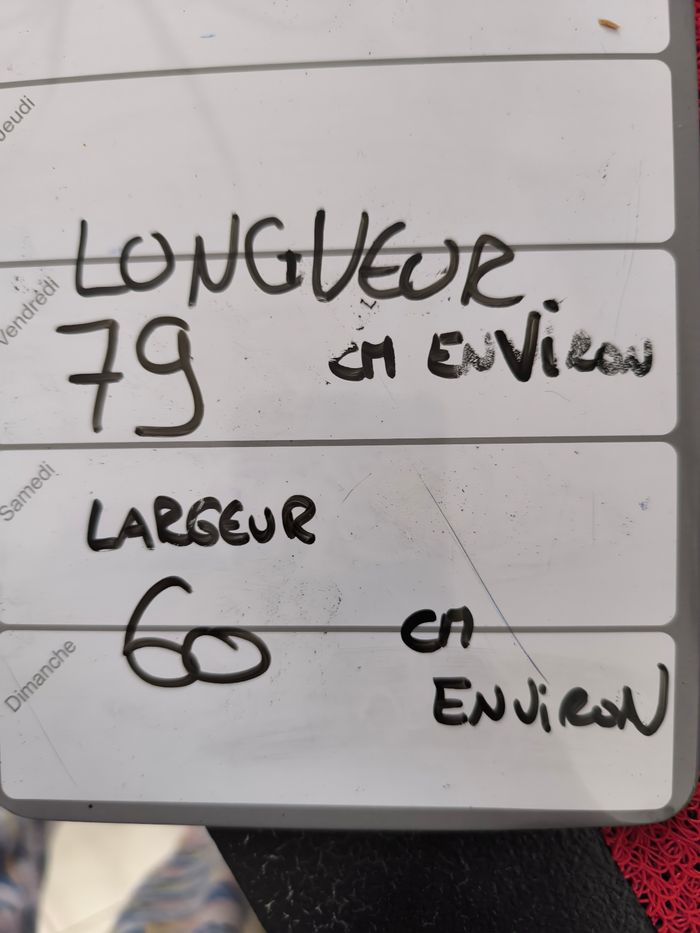 Jeudi
LONGUEUR
Vendredi
79 CM ENVIRON
Samedi
LARGEUR
60 CM
Dimanche
ENVIRON